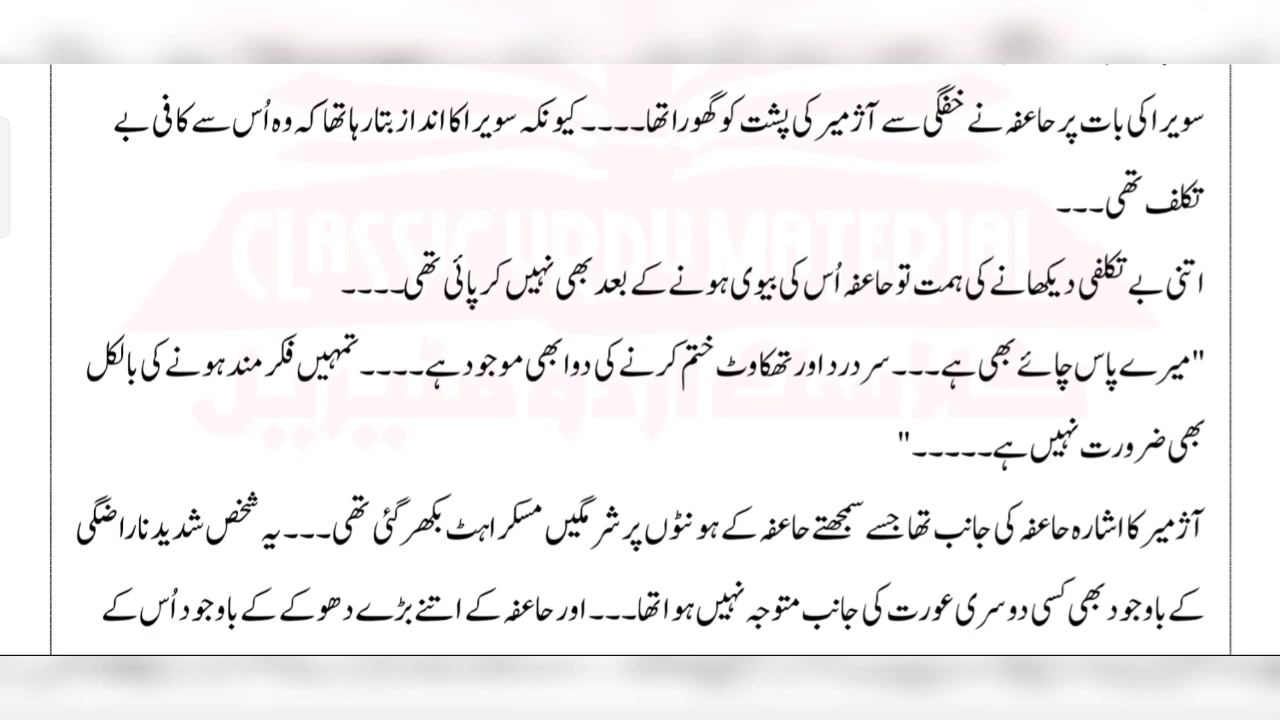 سویرا کی بات پر حاعفہ نے خفگی سے آژمیر کی پشت کو گھورا تھا۔۔۔۔ کیونکہ سویرا کا انداز بتا رہا تھا کہ وہ اُس سے کافی بے
تکلف تھی۔۔۔
اتنی بے تکلفی دیکھانے کی ہمت تو حاعفہ اُس کی بیوی ہونے کے بعد بھی نہیں کر پائی تھی۔۔۔۔
"میرے پاس چائے بھی ہے۔۔۔ سر درد اور تھکاوٹ ختم کرنے کی دوا بھی موجود ہے۔۔۔۔ تمہیں فکر مند ہونے کی بالکل
بھی ضرورت نہیں ہے۔۔۔۔۔"
آژمیر کا اشارہ حاعفہ کی جانب تھا جسے سمجھتے حاعفہ کے ہونٹوں پر شرمگیں مسکراہٹ بکھر گئی تھی۔۔۔ یہ شخص شدید ناراضگی
کے باوجود بھی کسی دوسری عورت کی جانب متوجہ نہیں ہوا تھا۔۔۔ اور حاعفہ کے اتنے بڑے دھوکے کے باوجود اُس کے
CLASSIC URDU MATERIAL
کلاسک اردو مٹیریل